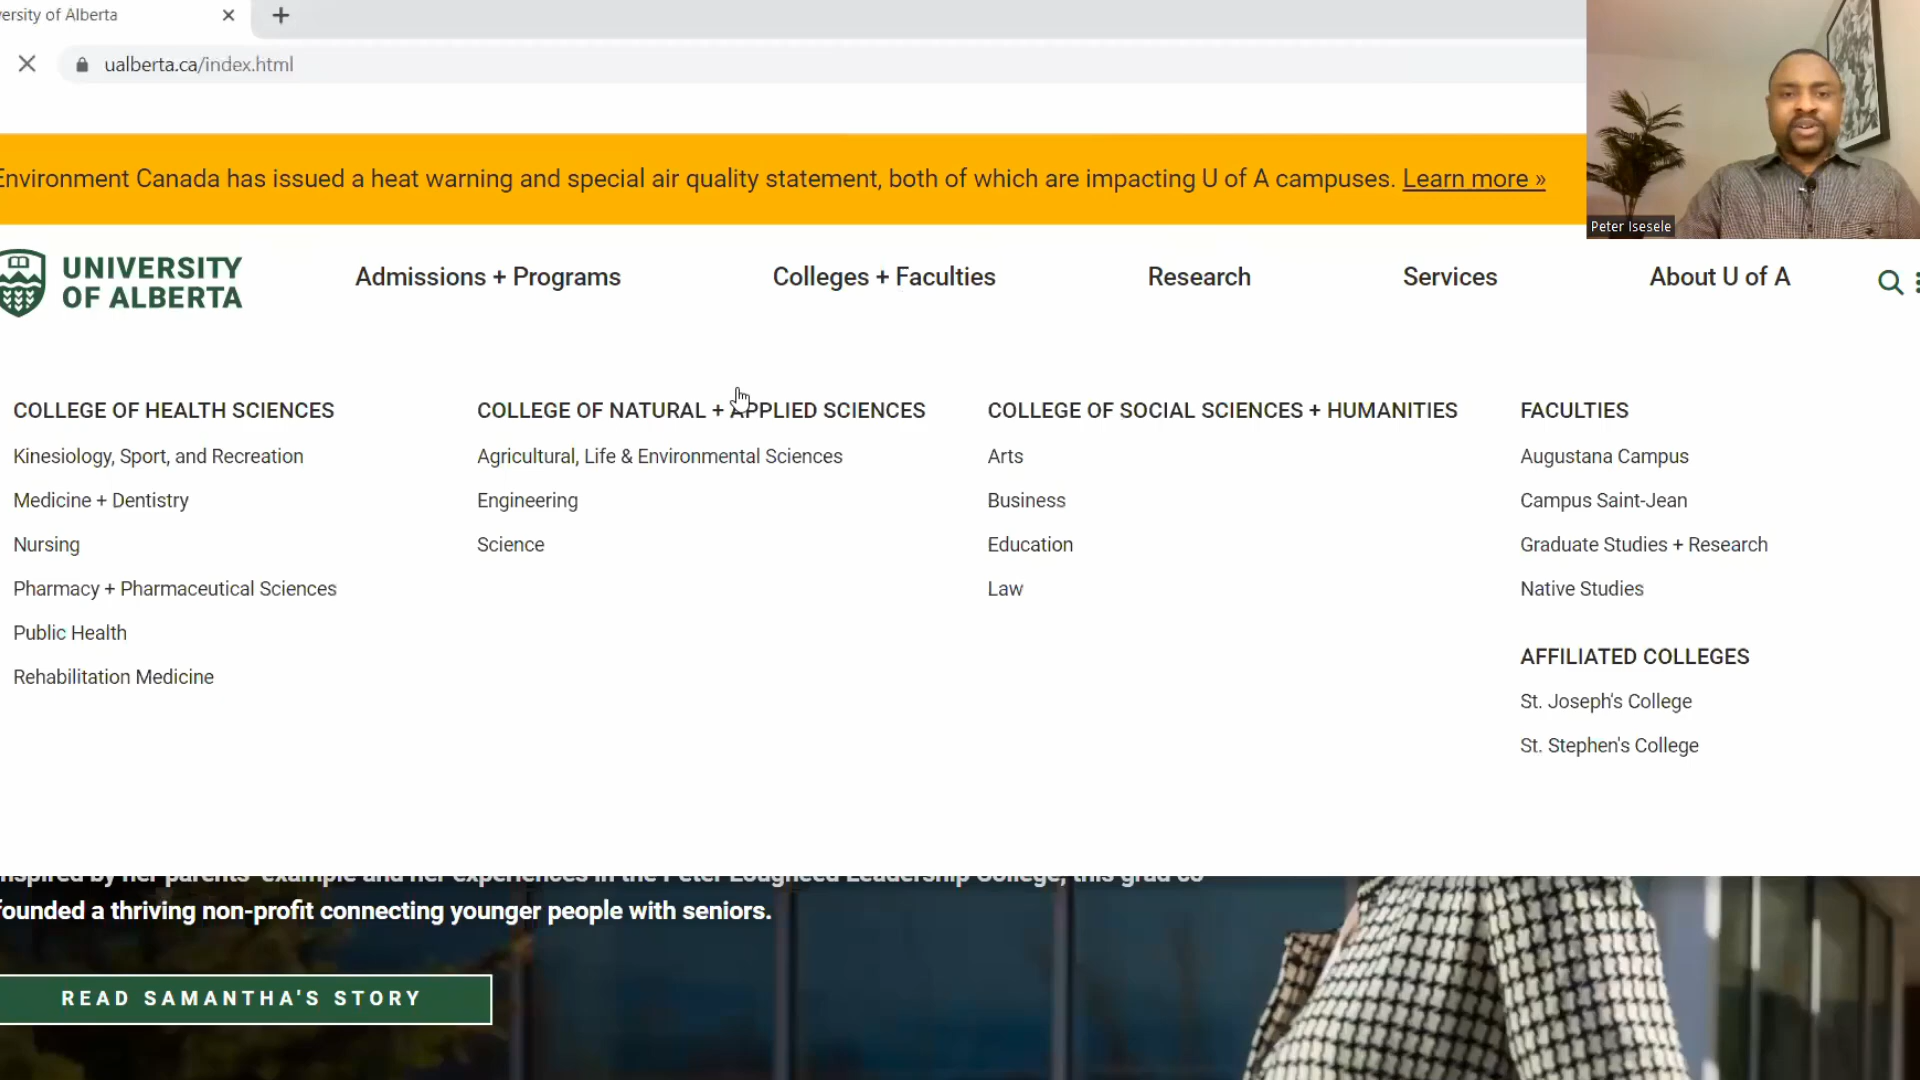 ersity of Alberta
ualberta.ca/index.html
Environment Canada has issued a heat warning and special air quality statement, both of which are impacting U of A campuses. Learn more »
Peter Isesele
UNIVERSITY
OF ALBERTA
Admissions + Programs
Colleges + Faculties
Research
Services
About U of A
COLLEGE OF HEALTH SCIENCES
Kinesiology, Sport, and Recreation
Medicine + Dentistry
Nursing
Pharmacy + Pharmaceutical Sciences
Public Health
Rehabilitation Medicine
COLLEGE OF NATURAL + APPLIED SCIENCES
Agricultural, Life & Environmental Sciences
Engineering
Science
COLLEGE OF SOCIAL SCIENCES + HUMANITIES
Arts
Business
Education
Law
FACULTIES
Augustana Campus
Campus Saint-Jean
Graduate Studies + Research
Native Studies
AFFILIATED COLLEGES
St. Joseph's College
St. Stephen's College
nspired by her parents' example and her experiences in the Peter Lougheed Leadership College, this grad co
founded a thriving non-profit connecting younger people with seniors.
READ SAMANTHA'S STORY